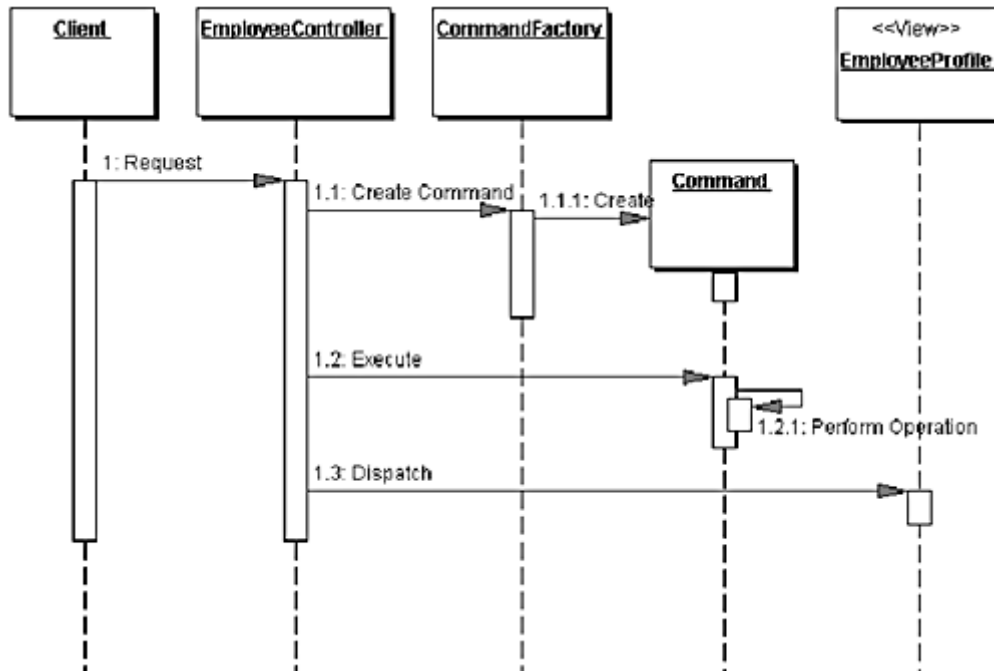 Client
EmployeeController
CommandFactory
<<View>>
EmployeeProfile
1: Request
1.1: Create Command
1.1.1: Create
Command
1.2: Execute
1.2.1: Perform Operation
1.3: Dispatch